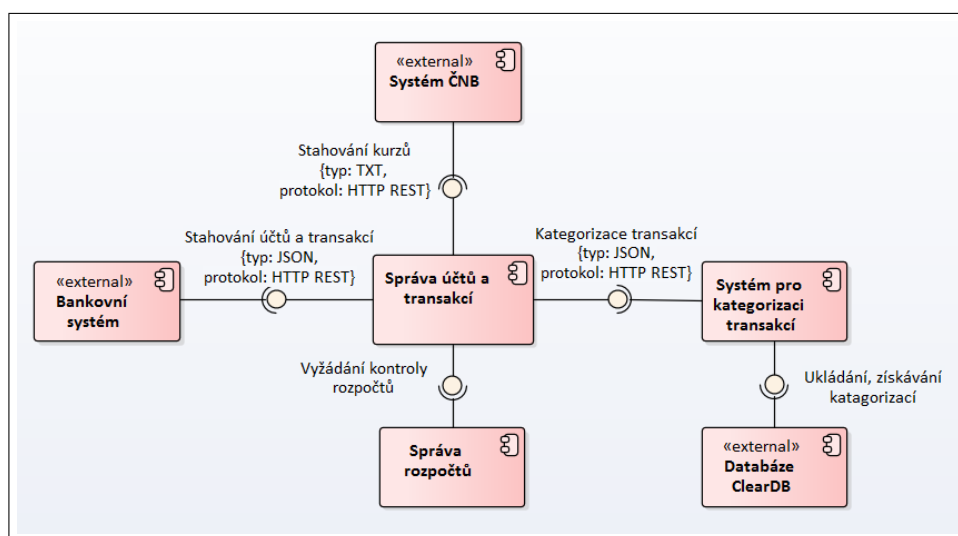 «external»
Systém ČNB
Stahování kurzů
{typ: TXT,
protokol: HTTP REST}
Stahování účtů a transakcí
{typ: JSON,
protokol: HTTP REST}
Kategorizace transakcí
{typ: JSON,
protokol: HTTP REST}
«external»
Bankovní
systém
Správa účtů a
transakcí
Systém pro
kategorizaci
transakcí
Vyžádání kontroly
rozpočtů
Ukládání, získávání
katagorizací
Správa
rozpočtů
«external»
Databáze
ClearDB